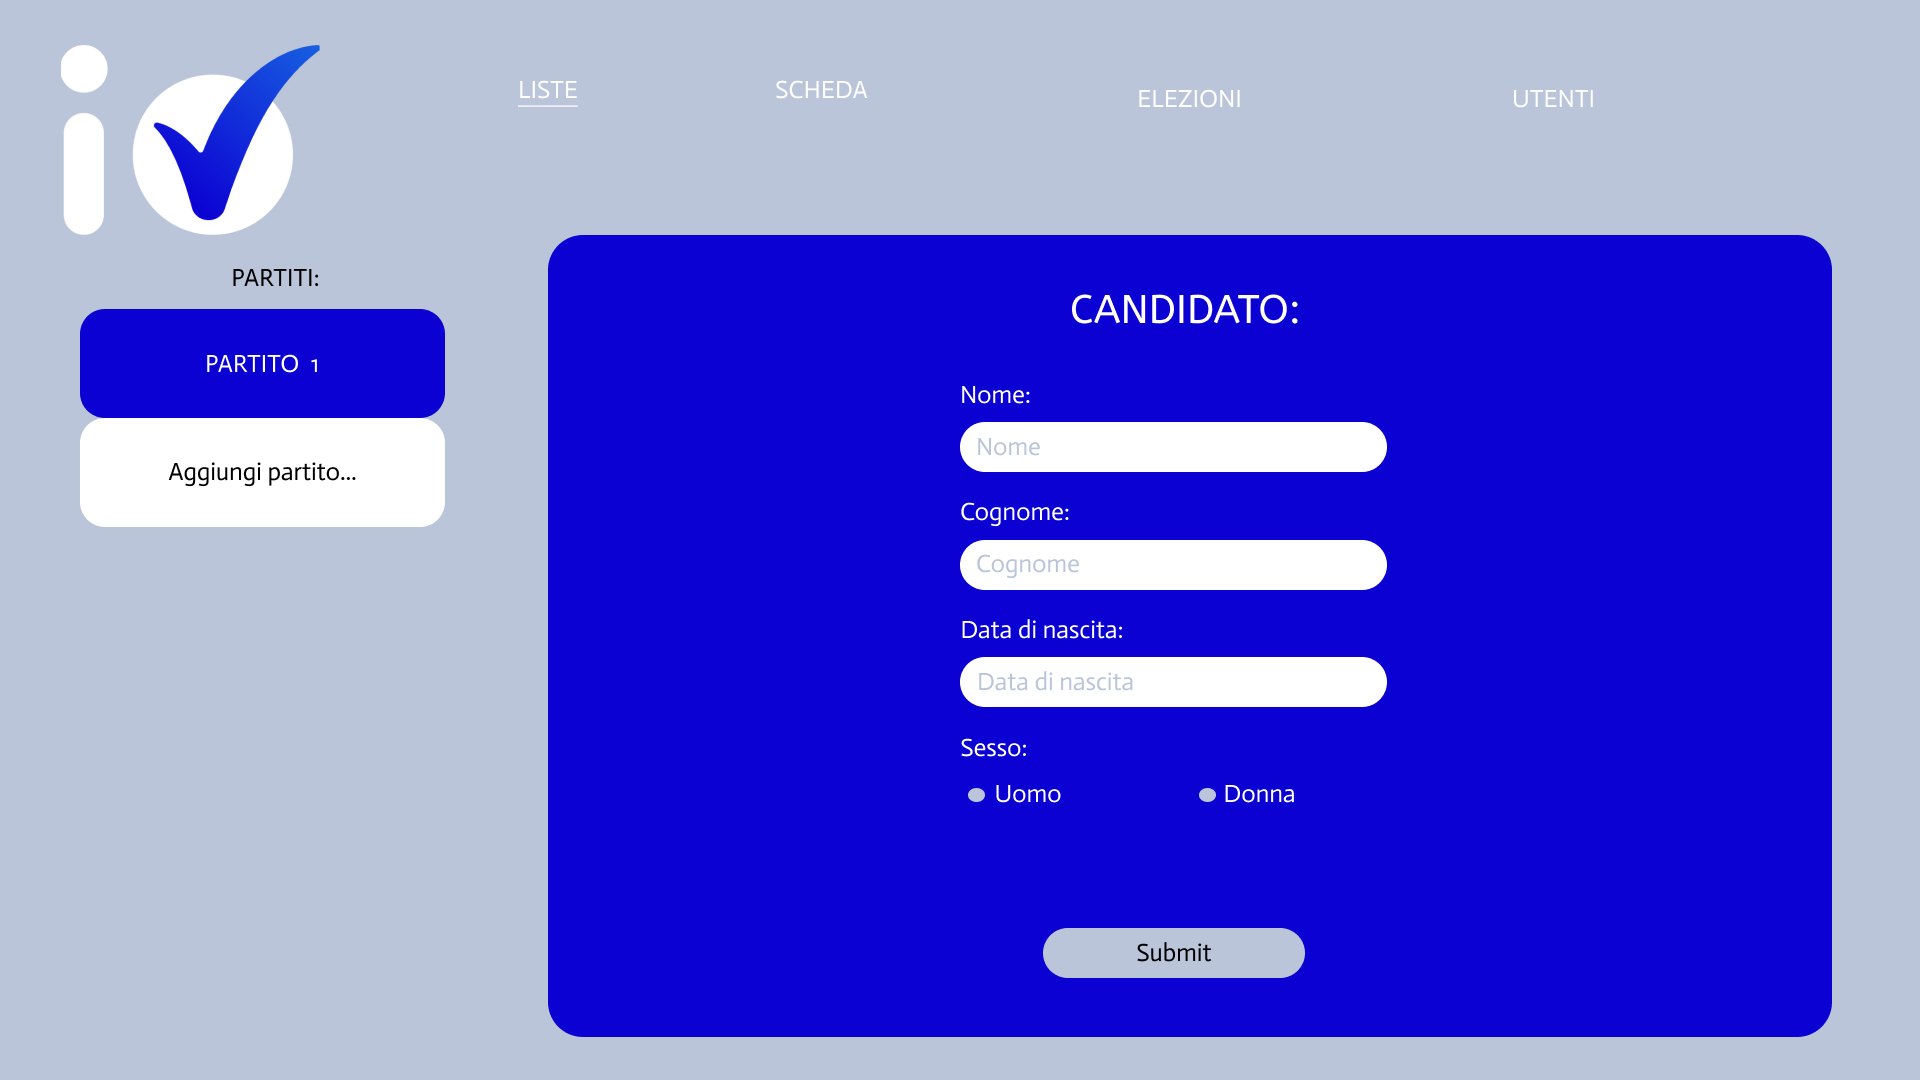 LISTE
SCHEDA
ELEZIONI
UTENTI
PARTITI:
PARTITO 1
Aggiungi partito...
CANDIDATO:
Nome:
Nome
Cognome:
Cognome
Data di nascita:
Data di nascita
Sesso:
Uomo
Donna
Submit